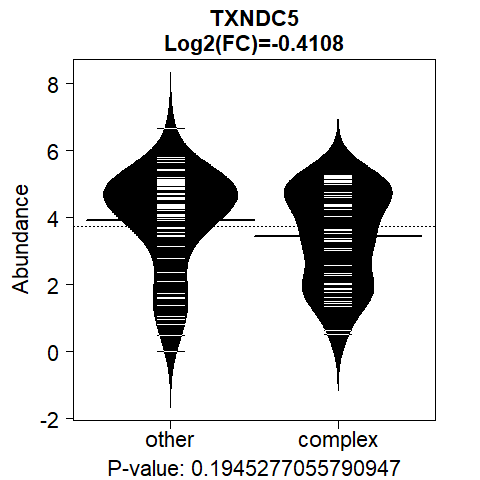 TXNDC5
Log2(FC)=-0.4108
Abundance
8
6
4
2
0
-2
other complex
P-value: 0.1945277055790947